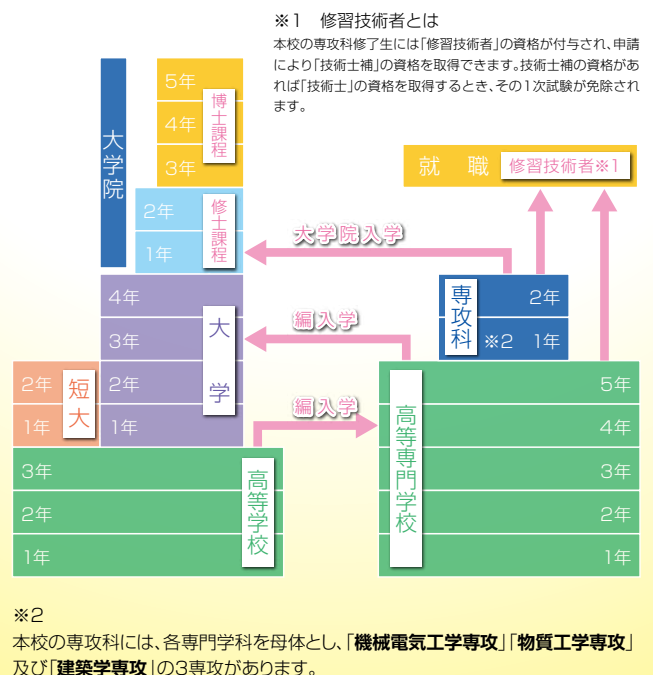 ※1　修習技術者とは
本校の専攻科修了生には「修習技術者」の資格が付与され、申請
により「技術士補」の資格を取得できます。技術士補の資格があ
れば「技術士」の資格を取得するとき、その1次試験が免除され
ます。
大学院
5年
4年
3年
博士課程
2年
1年
修士課程
就　職
修習技術者※1
大学院入学
4年
3年
2年
1年
大　学
編入学
専攻科
2年
※2　1年
2年
1年
短大
編入学
3年
2年
1年
高等学校
高等専門学校
5年
4年
3年
2年
1年
※2
本校の専攻科には、各専門学科を母体とし、「機械電気工学専攻」「物質工学専攻」
及び「建築学専攻」の3専攻があります。